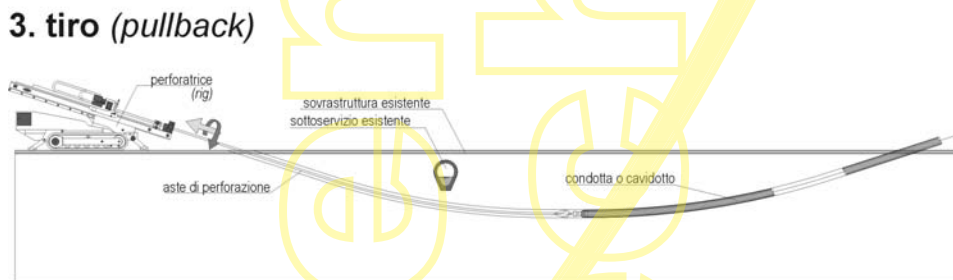 3. tiro (pullback)
perforatrice
(rig)
sovrastruttura esistente
sottoservizio esistente
aste di perforazione
condotta o cavidotto